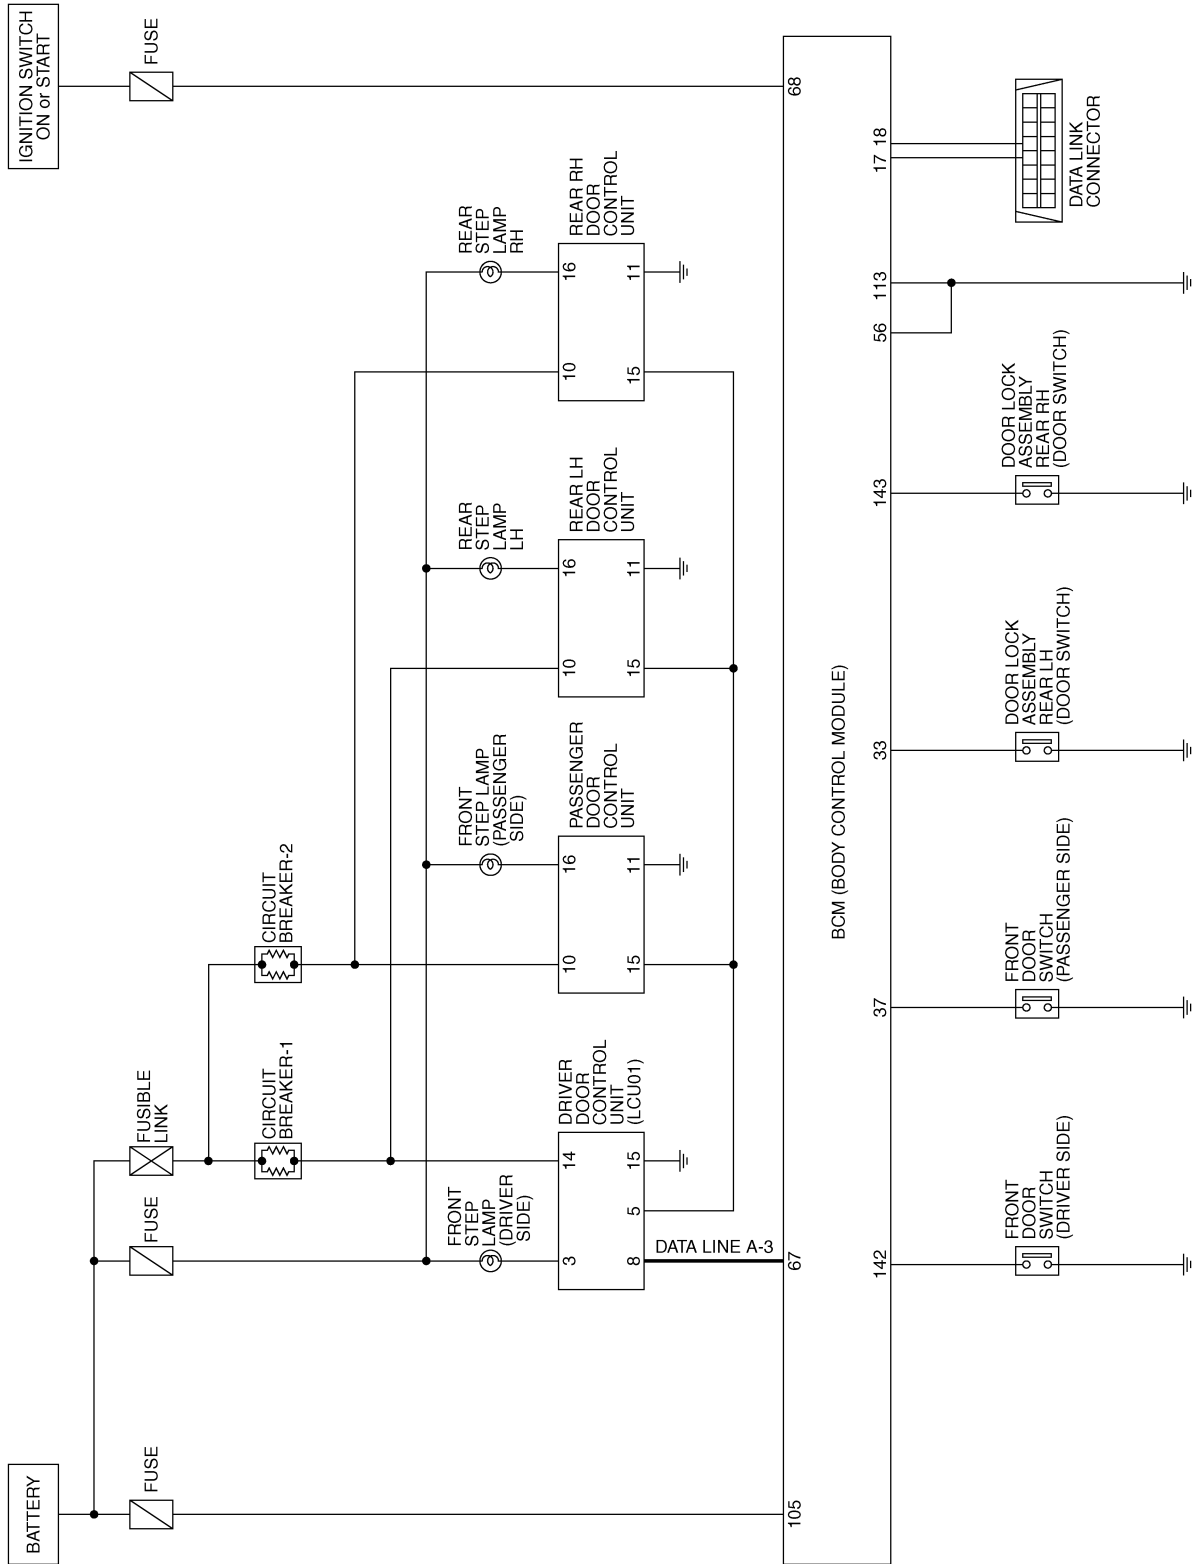 BATTERY
IGNITION SWITCH
ON or START
FUSE
FUSE
FUSIBLE
LINK
FUSE
CIRCUIT
BREAKER-1
CIRCUIT
BREAKER-2
FRONT
STEP
LAMP
(DRIVER
SIDE)
FRONT
STEP LAMP
(PASSENGER
SIDE)
REAR
STEP
LAMP
LH
REAR
STEP
LAMP
RH
3
14
DRIVER
DOOR
CONTROL
UNIT
(LCU01)
8
5
15
10
16
PASSENGER
DOOR
CONTROL
UNIT
15
11
10
16
REAR LH
DOOR
CONTROL
UNIT
15
11
10
16
REAR RH
DOOR
CONTROL
UNIT
15
11
DATA LINE A-3
105
67
68
BCM (BODY CONTROL MODULE)
142
37
33
143
56
113
17
18
FRONT
DOOR
SWITCH
(DRIVER SIDE)
FRONT
DOOR
SWITCH
(PASSENGER SIDE)
DOOR LOCK
ASSEMBLY
REAR LH
(DOOR SWITCH)
DOOR LOCK
ASSEMBLY
REAR RH
(DOOR SWITCH)
DATA LINK
CONNECTOR